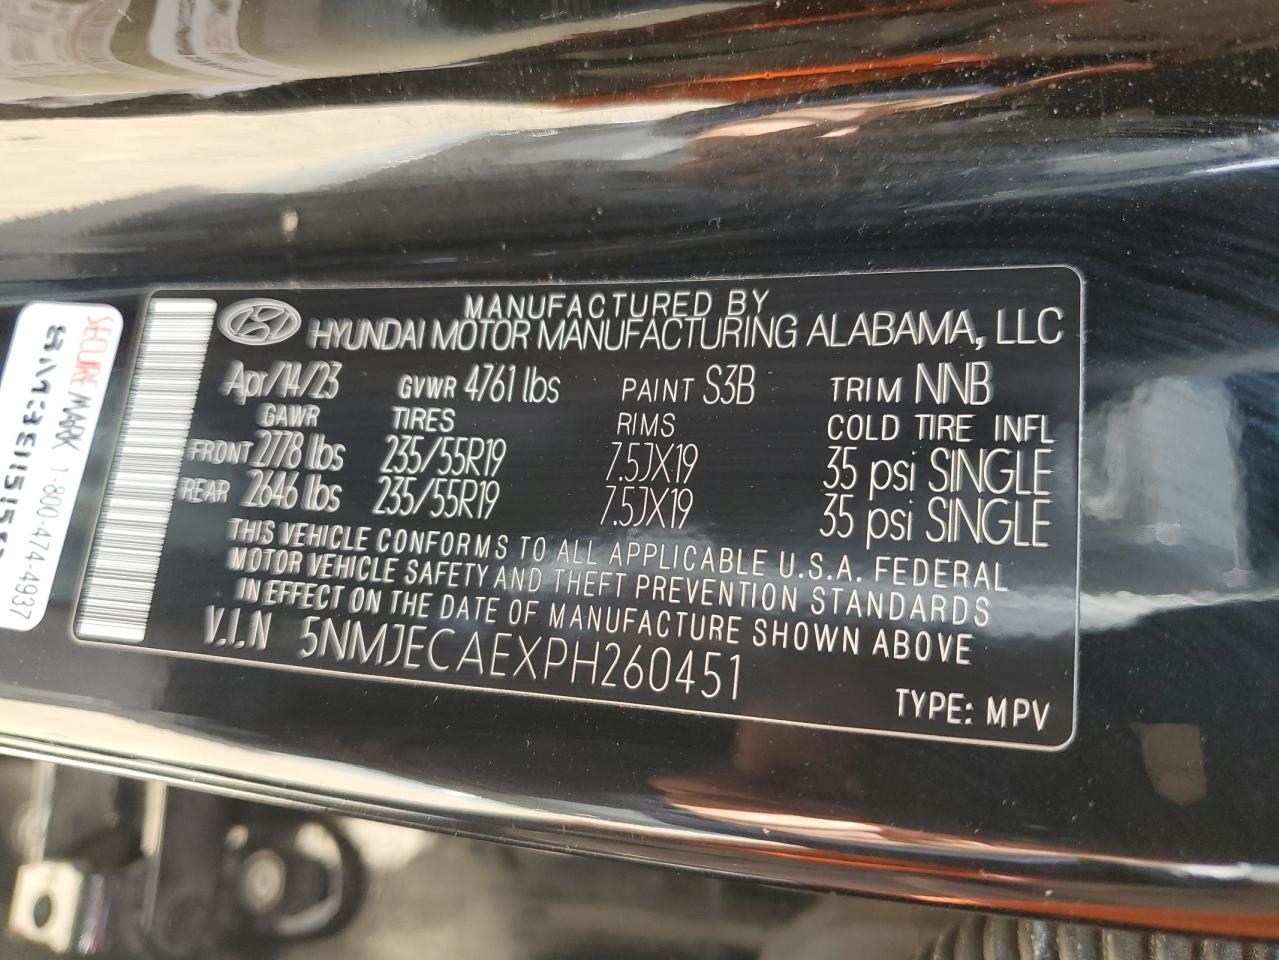 MANUFACTURED BY
HYUNDAI MOTOR MANUFACTURING ALABAMA, LLC
Apr/14/23 GVWR 4761 lbs PAINT S3B TRIM NNB
GAWR TIRES RIMS COLD TIRE INFL
FRONT 2778 lbs 235/55R19 7.5JX19 35 psi SINGLE
REAR 2646 lbs 235/55R19 7.5JX19 35 psi SINGLE
THIS VEHICLE CONFORMS TO ALL APPLICABLE U.S.A. FEDERAL
MOTOR VEHICLE SAFETY AND THEFT PREVENTION STANDARDS
IN EFFECT ON THE DATE OF MANUFACTURE SHOWN ABOVE
V.I.N 5NMJECAEXPH260451
TYPE: MPV
SECUREMARK 1-800-474-4937